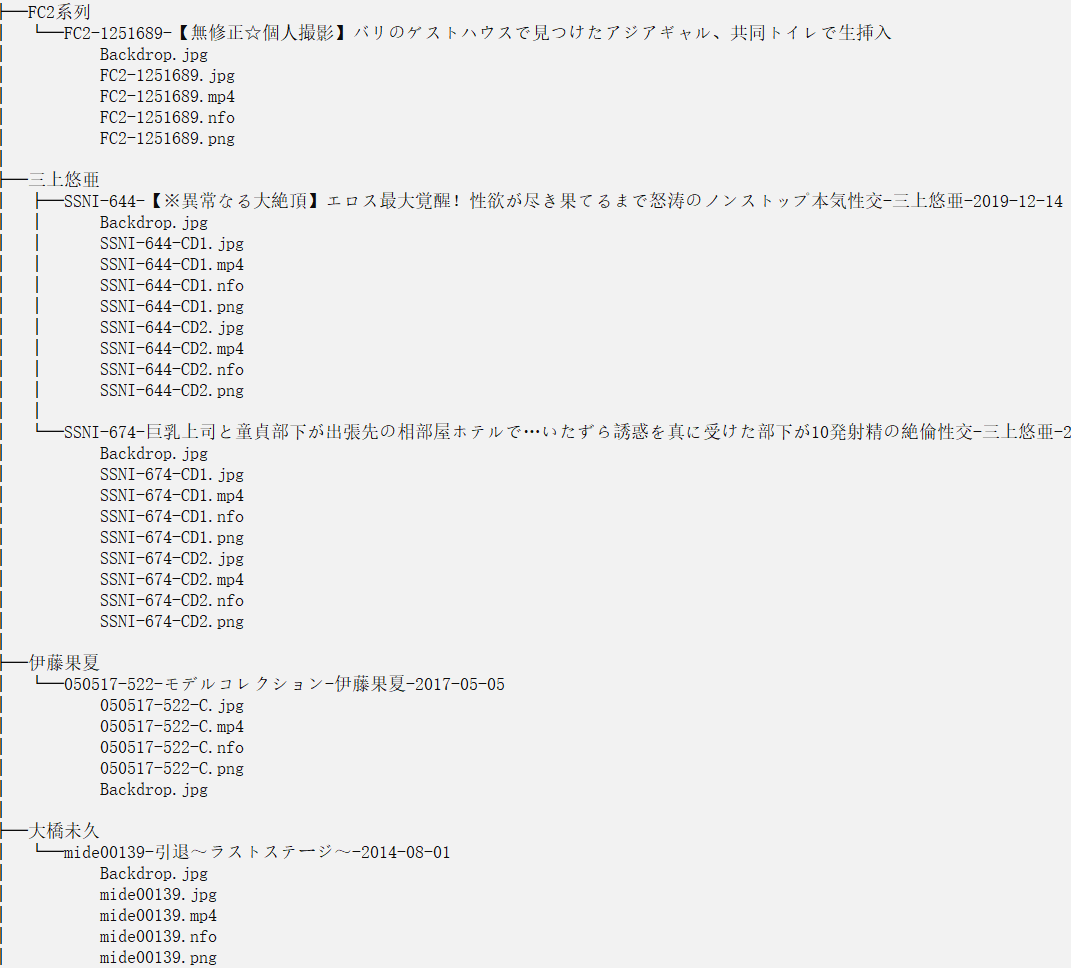 ├──FC2系列
│  └──FC2-1251689-【無修正☆個人撮影】バリのゲストハウスで見つけたアジアギャル、共同トイレで生挿入
│          Backdrop.jpg
│          FC2-1251689.jpg
│          FC2-1251689.mp4
│          FC2-1251689.nfo
│          FC2-1251689.png
│
├──三上悠亜
│  ├──SSNI-644-【※異常なる大絶頂】エロス最大覚醒！性欲が尽き果てるまで怒涛のノンストップ本気性交-三上悠亜-2019-12-14
│  │      Backdrop.jpg
│  │      SSNI-644-CD1.jpg
│  │      SSNI-644-CD1.mp4
│  │      SSNI-644-CD1.nfo
│  │      SSNI-644-CD1.png
│  │      SSNI-644-CD2.jpg
│  │      SSNI-644-CD2.mp4
│  │      SSNI-644-CD2.nfo
│  │      SSNI-644-CD2.png
│  │
│  └──SSNI-674-巨乳上司と童貞部下が出張先の相部屋ホテルで…いたずら誘惑を真に受けた部下が10発射精の絶倫性交-三上悠亜-2
│          Backdrop.jpg
│          SSNI-674-CD1.jpg
│          SSNI-674-CD1.mp4
│          SSNI-674-CD1.nfo
│          SSNI-674-CD1.png
│          SSNI-674-CD2.jpg
│          SSNI-674-CD2.mp4
│          SSNI-674-CD2.nfo
│          SSNI-674-CD2.png
│
├──伊藤果夏
│  └──050517-522-モデルコレクション-伊藤果夏-2017-05-05
│          050517-522-C.jpg
│          050517-522-C.mp4
│          050517-522-C.nfo
│          050517-522-C.png
│          Backdrop.jpg
│
├──大橋未久
│  └──mide00139-引退～ラストステージ～-2014-08-01
│          Backdrop.jpg
│          mide00139.jpg
│          mide00139.mp4
│          mide00139.nfo
│          mide00139.png